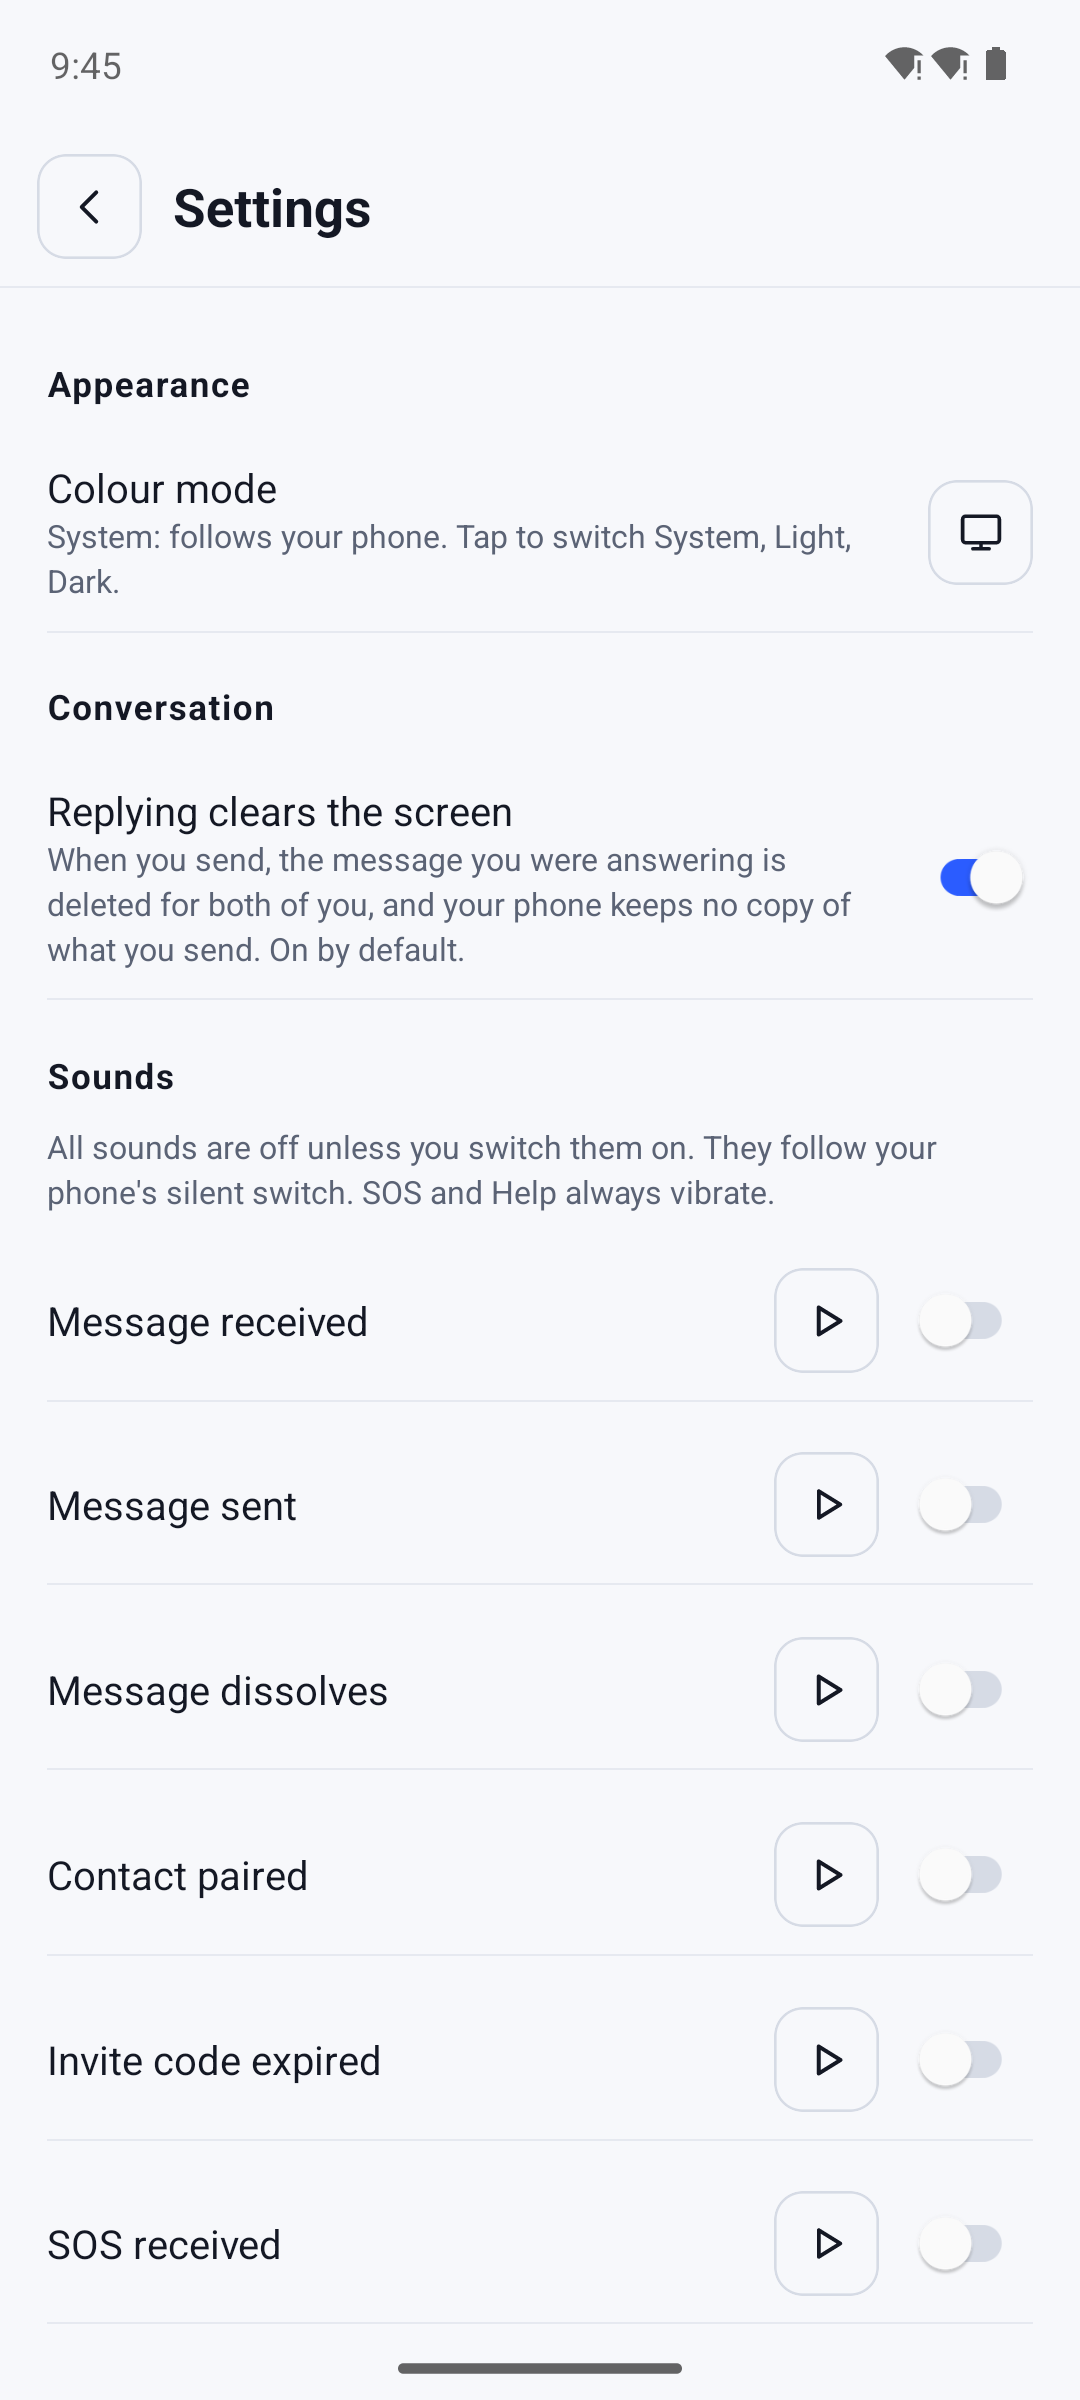 9:45
Settings
Appearance
Colour mode
System: follows your phone. Tap to switch System, Light,
Dark.
Conversation
Replying clears the screen
When you send, the message you were answering is
deleted for both of you, and your phone keeps no copy of
what you send. On by default.
Sounds
All sounds are off unless you switch them on. They follow your
phone's silent switch. SOS and Help always vibrate.
Message received
Message sent
Message dissolves
Contact paired
Invite code expired
SOS received